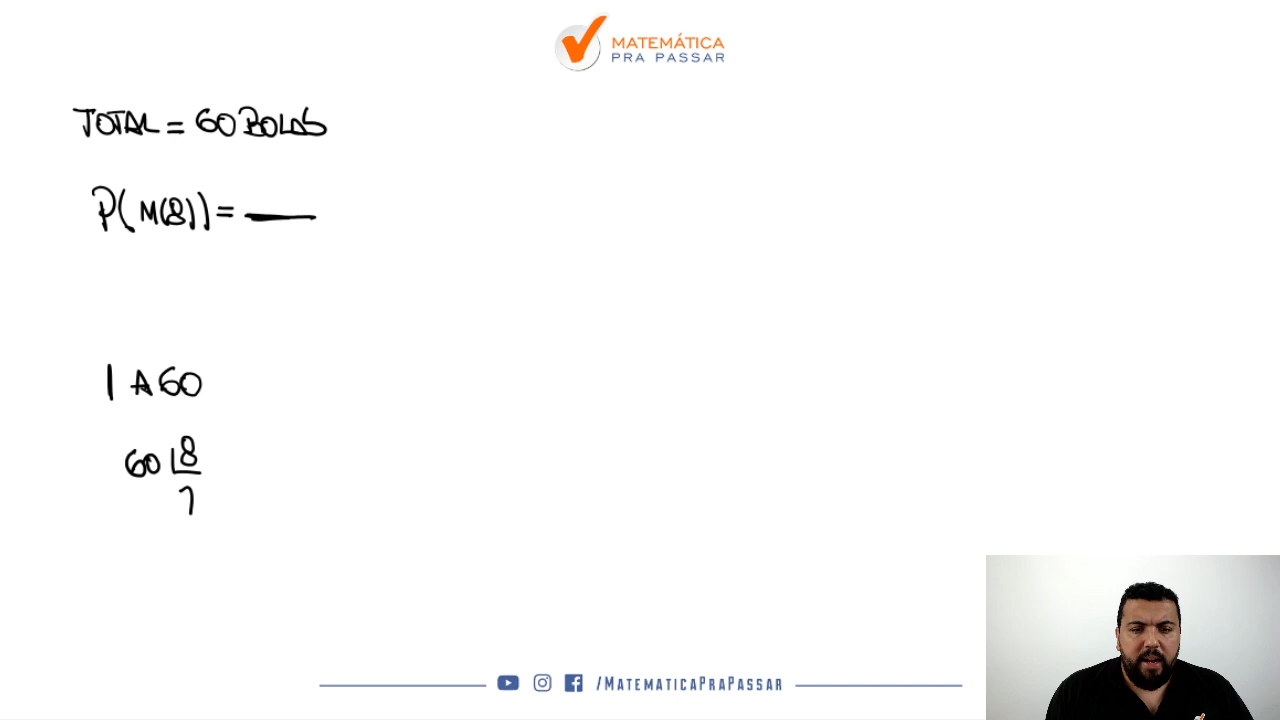 MATEMÁTICA
PRA PASSAR
TOTAL = 60 BOLAS
P(M(8)) =
1 A 60
60 8
7
/MATEMATICAPRAPASSAR